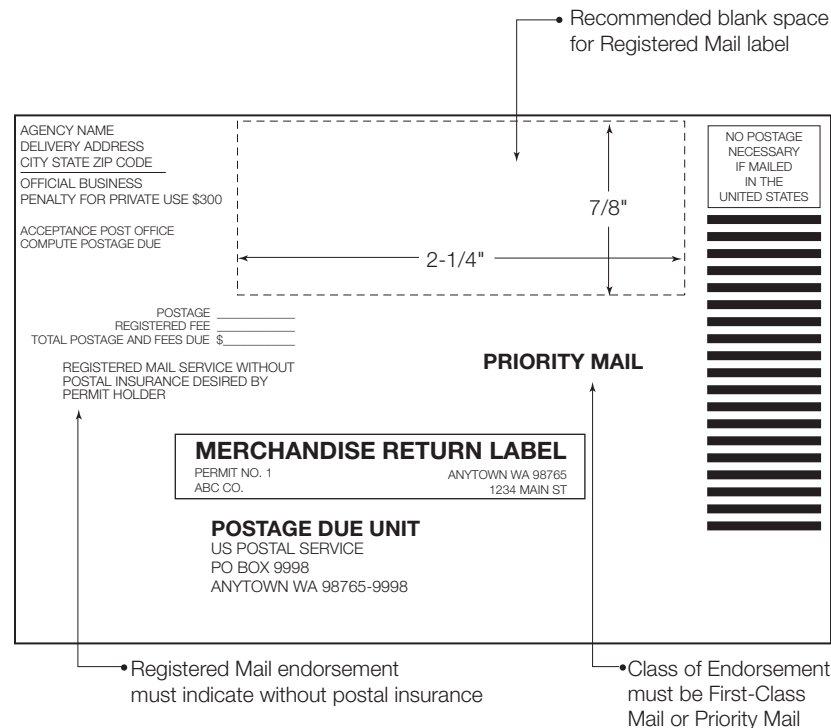 Recommended blank space
for Registered Mail label
AGENCY NAME
DELIVERY ADDRESS
CITY STATE ZIP CODE
OFFICIAL BUSINESS
PENALTY FOR PRIVATE USE $300
ACCEPTANCE POST OFFICE
COMPUTE POSTAGE DUE
7/8"
2-1/4"
NO POSTAGE
NECESSARY
IF MAILED
IN THE
UNITED STATES
POSTAGE
REGISTERED FEE
TOTAL POSTAGE AND FEES DUE $
REGISTERED MAIL SERVICE WITHOUT
POSTAL INSURANCE DESIRED BY
PERMIT HOLDER
PRIORITY MAIL
MERCHANDISE RETURN LABEL
PERMIT NO. 1 ANYTOWN WA 98765
ABC CO. 1234 MAIN ST
POSTAGE DUE UNIT
US POSTAL SERVICE
PO BOX 9998
ANYTOWN WA 98765-9998
Registered Mail endorsement
must indicate without postal insurance
Class of Endorsement
must be First-Class
Mail or Priority Mail